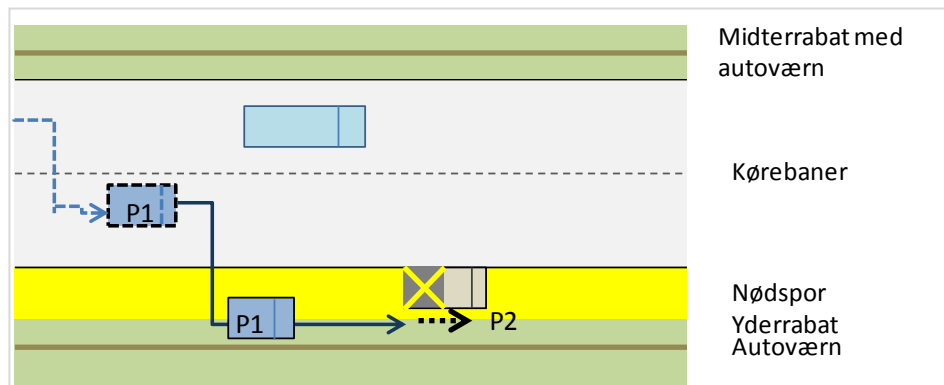 Midterrabat med
autoværn
Kørebaner
P1
Nødspor
P1
P2
Yderrabat
Autoværn